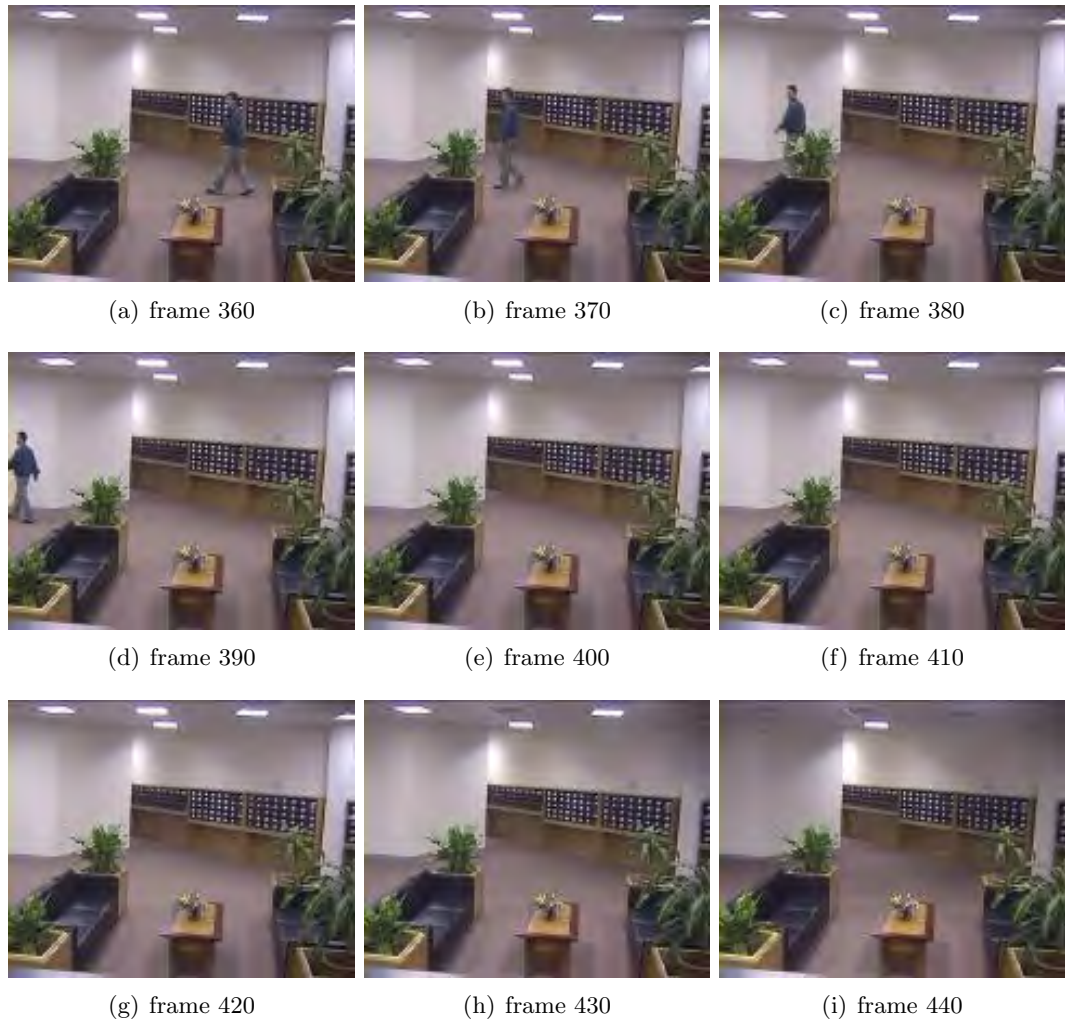 (a) frame 360
(b) frame 370
(c) frame 380
(d) frame 390
(e) frame 400
(f) frame 410
(g) frame 420
(h) frame 430
(i) frame 440